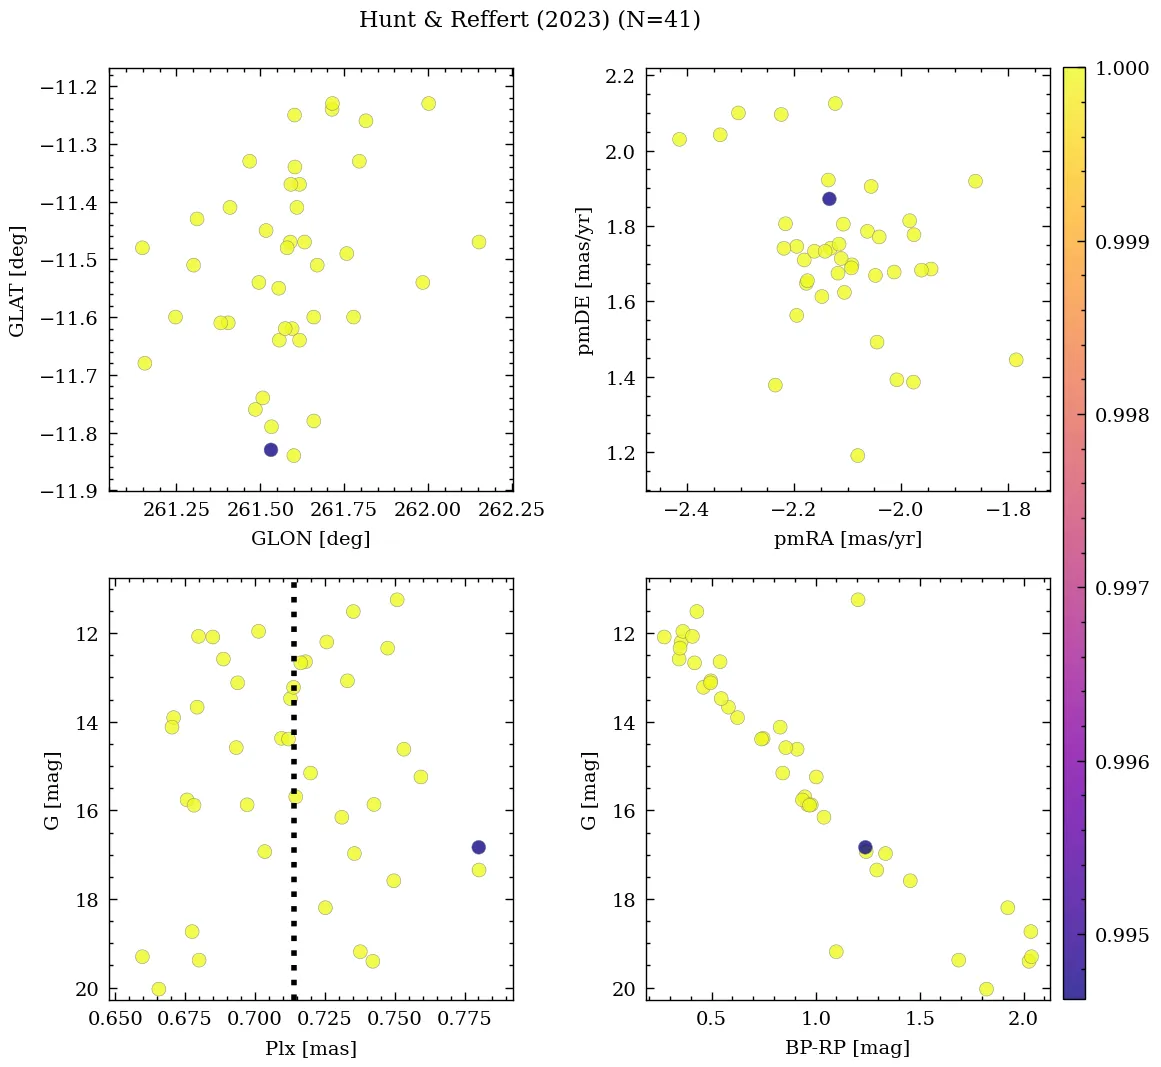 Hunt & Reffert (2023) (N=41)
−11.2
−11.3
−11.4
−11.5
−11.6
−11.7
−11.8
−11.9
GLAT [deg]
261.25 261.50 261.75 262.00 262.25
GLON [deg]
2.2
2.0
1.8
1.6
1.4
1.2
pmDE [mas/yr]
−2.4 −2.2 −2.0 −1.8
pmRA [mas/yr]
12
14
16
18
20
G [mag]
0.650 0.675 0.700 0.725 0.750 0.775
Plx [mas]
12
14
16
18
20
G [mag]
0.5 1.0 1.5 2.0
BP-RP [mag]
1.000
0.999
0.998
0.997
0.996
0.995